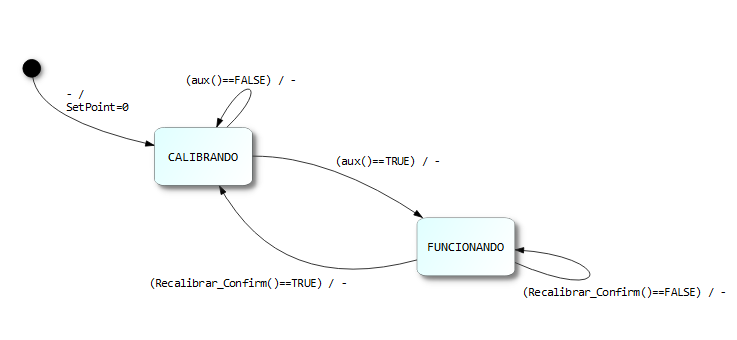 (aux()==FALSE) / -
- /
SetPoint=0
CALIBRANDO
(aux()==TRUE) / -
FUNCIONANDO
(Recalibrar_Confirm()==TRUE) / -
(Recalibrar_Confirm()==FALSE) / -